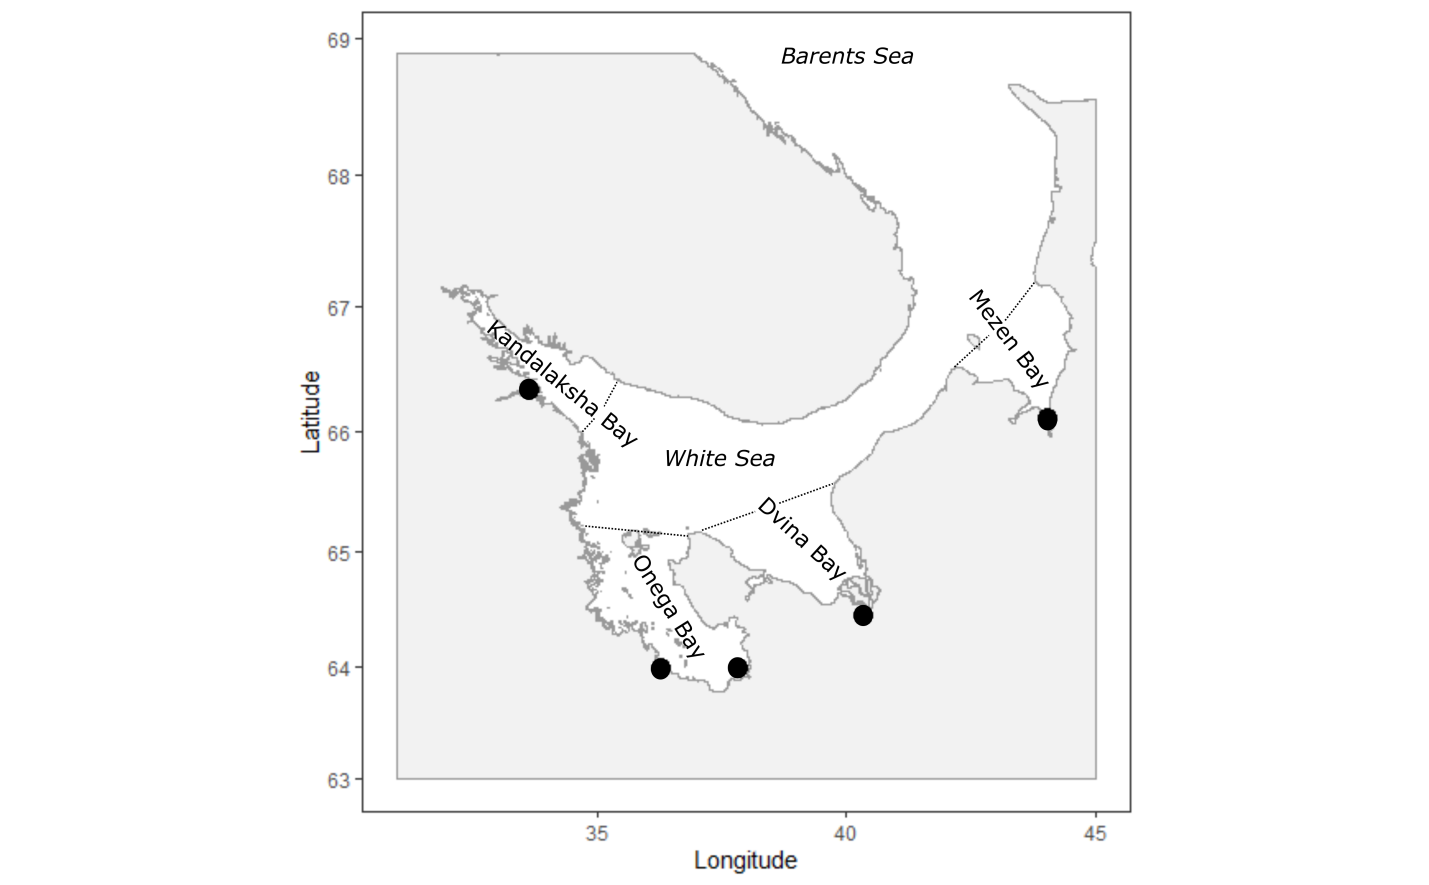 69
Barents Sea
68
67
Mezen Bay
Kandalaksha Bay
Latitude
66
White Sea
Dvina Bay
65
Onega Bay
64
63
35
40
45
Longitude